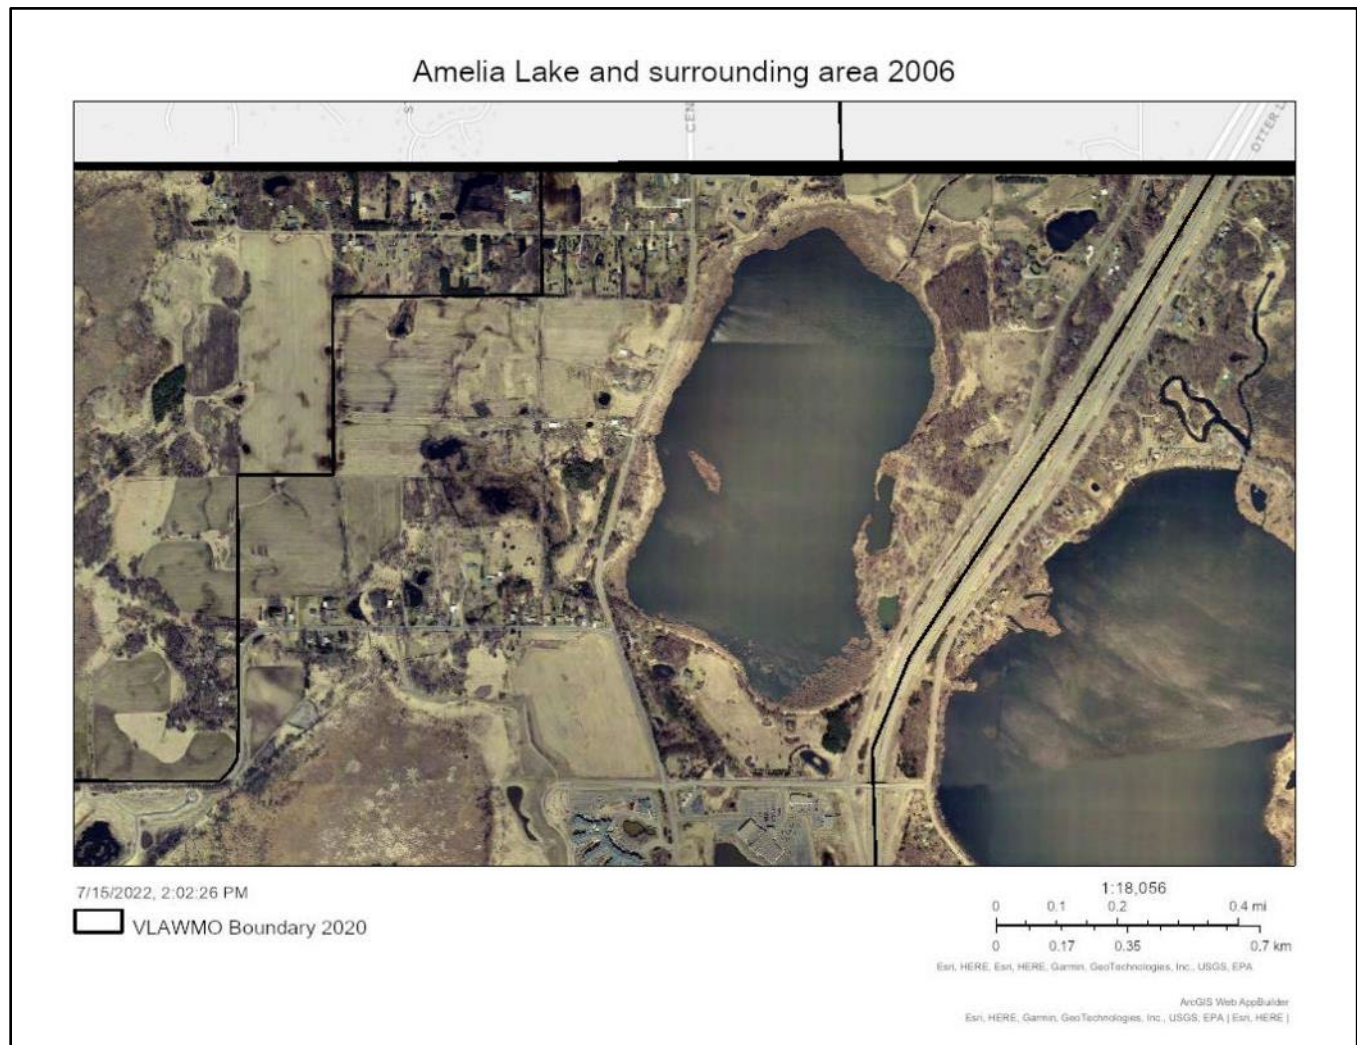 Amelia Lake and surrounding area 2006
S
CEN
OTTER L
7/15/2022, 2:02:26 PM
VLAWMO Boundary 2020
1:18,056
0 0.1 0.2 0.4 mi
0 0.17 0.35 0.7 km
Esri, HERE, Esri, HERE, Garmin, GeoTechnologies, Inc., USGS, EPA
ArcGIS Web AppBuilder
Esri, HERE, Garmin, GeoTechnologies, Inc., USGS, EPA | Esri, HERE |